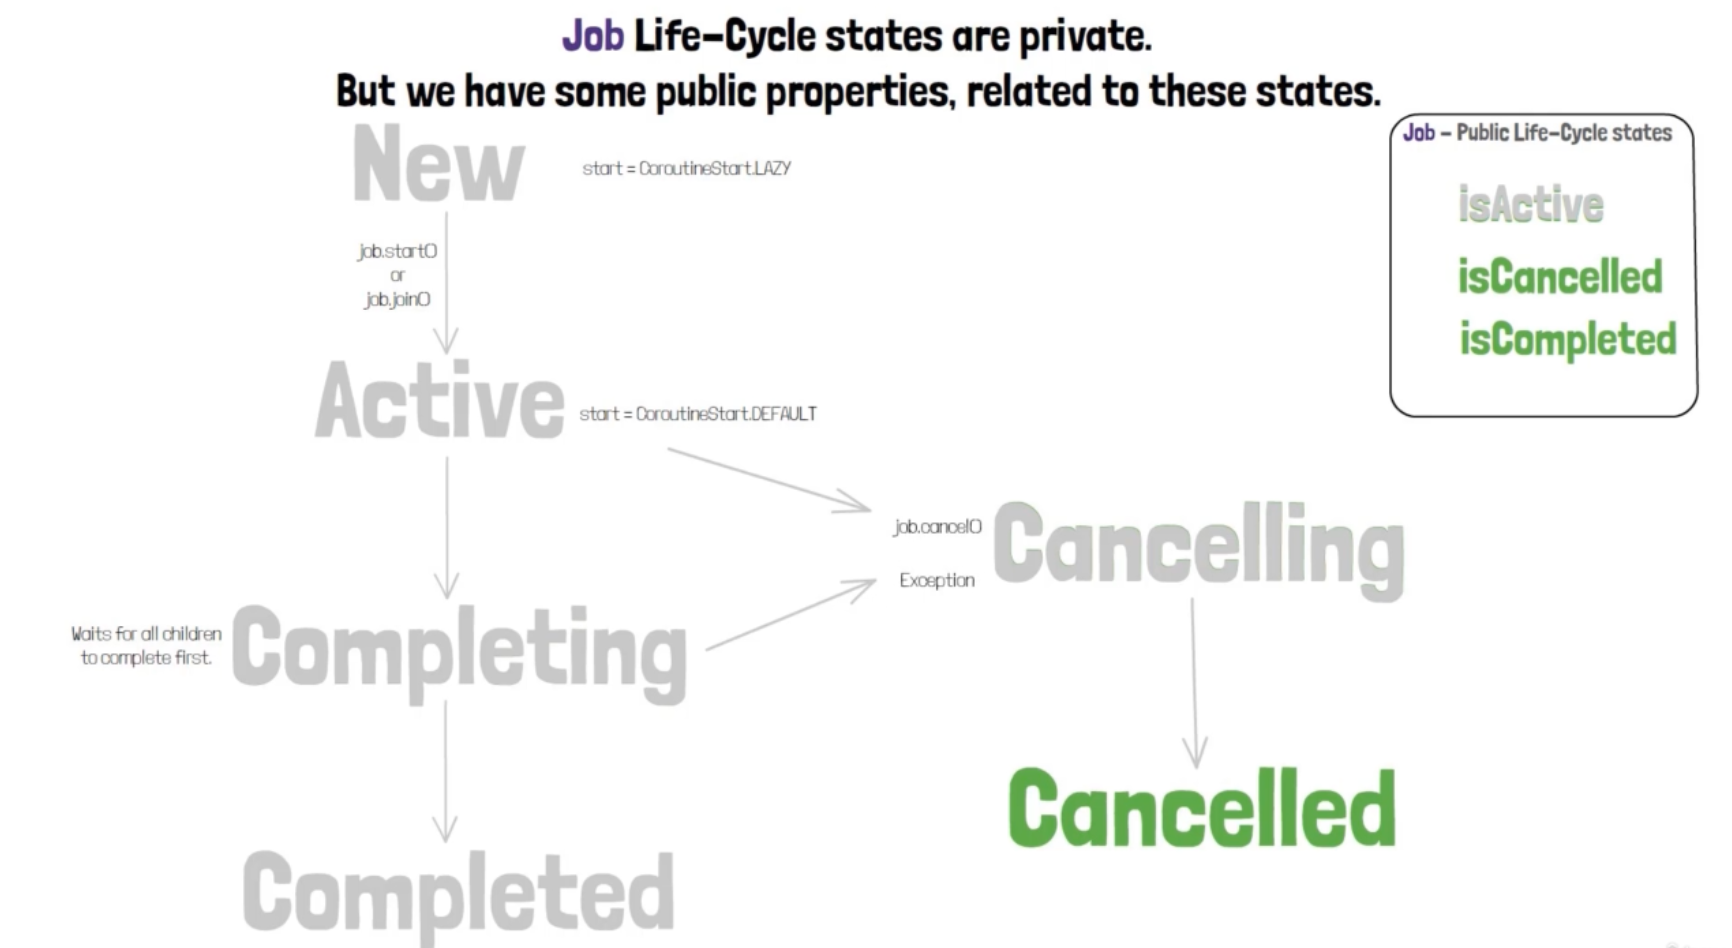 Job Life-Cycle states are private.
But we have some public properties, related to these states.
Job - Public Life-Cycle states
isActive
isCancelled
isCompleted
New
start = CoroutineStart.LAZY
job.start()
or
job.join()
Active
start = CoroutineStart.DEFAULT
job.cancel()
Exception
Cancelling
Waits for all children
to complete first.
Completing
Cancelled
Completed